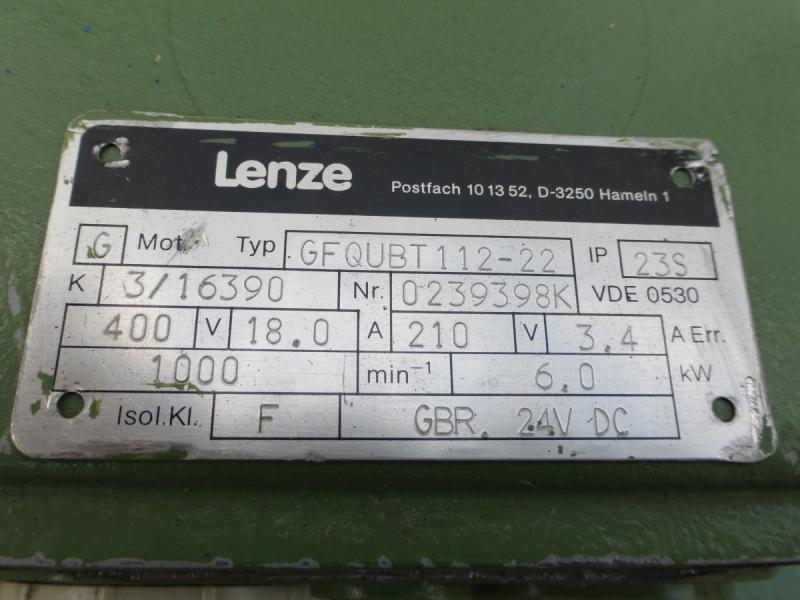 Lenze Postfach 10 13 52, D-3250 Hameln 1
G Mot. Typ GFQUBT112-22 IP 23S
K 3/16390 Nr. 0239398K VDE 0530
400 V 18.0 A 210 V 3.4 A Err.
1000 min⁻¹ 6.0 kW
Isol.Kl. F GBR. 24V DC